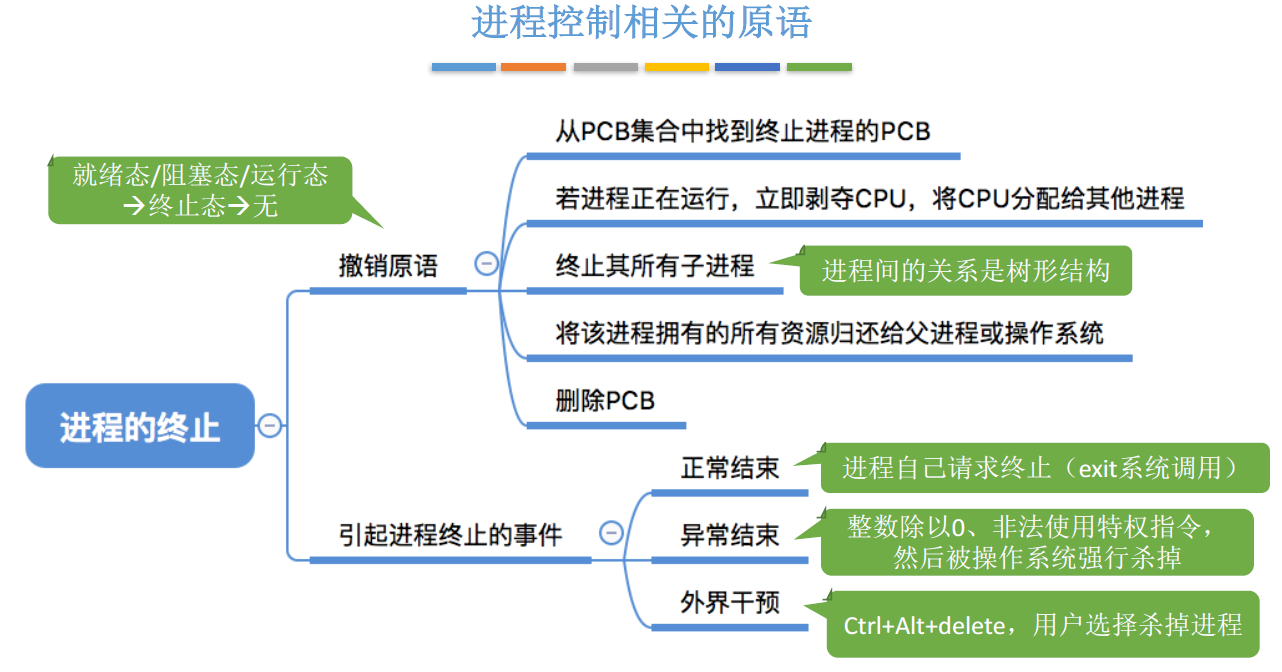 进程控制相关的原语
从PCB集合中找到终止进程的PCB
就绪态/阻塞态/运行态
→终止态→无
若进程正在运行，立即剥夺CPU，将CPU分配给其他进程
撤销原语
终止其所有子进程
进程间的关系是树形结构
将该进程拥有的所有资源归还给父进程或操作系统
删除PCB
进程的终止
正常结束
进程自己请求终止（exit系统调用）
引起进程终止的事件
异常结束
整数除以0、非法使用特权指令，
然后被操作系统强行杀掉
外界干预
Ctrl+Alt+delete，用户选择杀掉进程